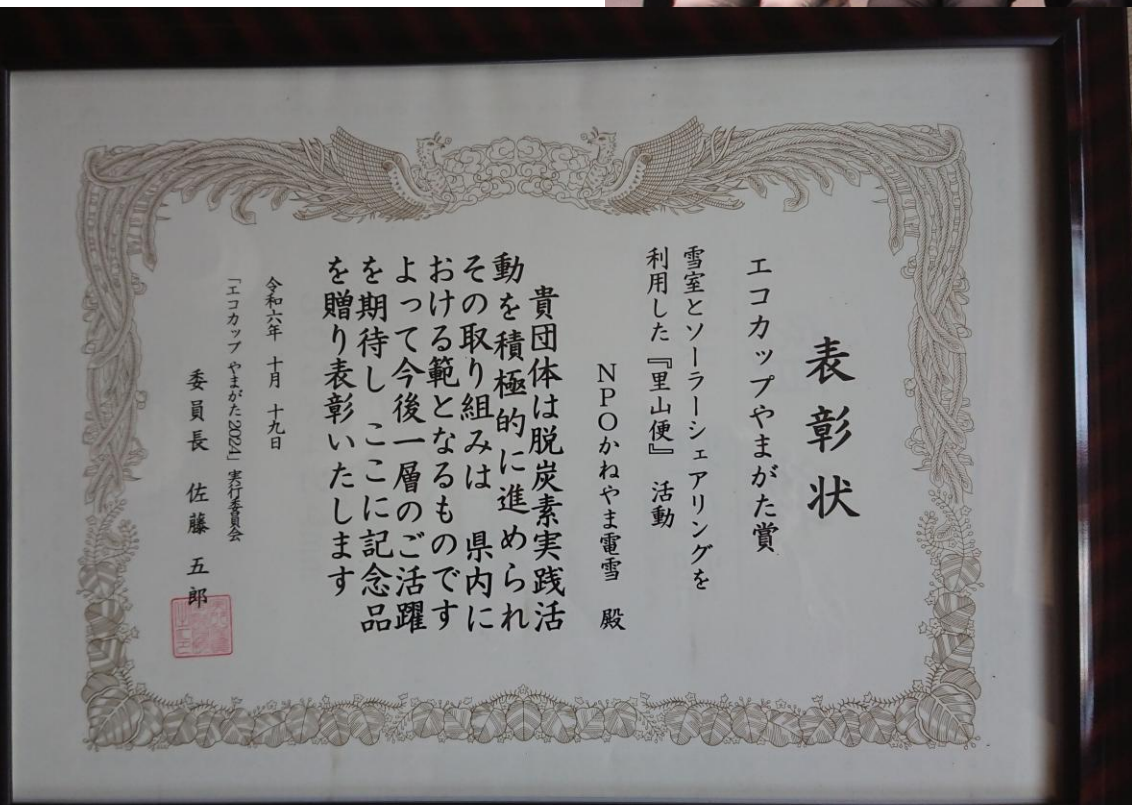 表彰状
エコカップやまがた賞
雪室とソーラーシェアリングを
利用した『里山便』 活動
NPOかねやま電雪 殿
貴団体は脱炭素実践活
動を積極的に進められ
その取り組みは 県内に
おける範となるものです
よって今後一層のご活躍
を期待し ここに記念品
を贈り表彰いたします
令和六年 十月 十九日
「エコカップ やまがた2024」 実行委員会
委員長 佐藤 五郎